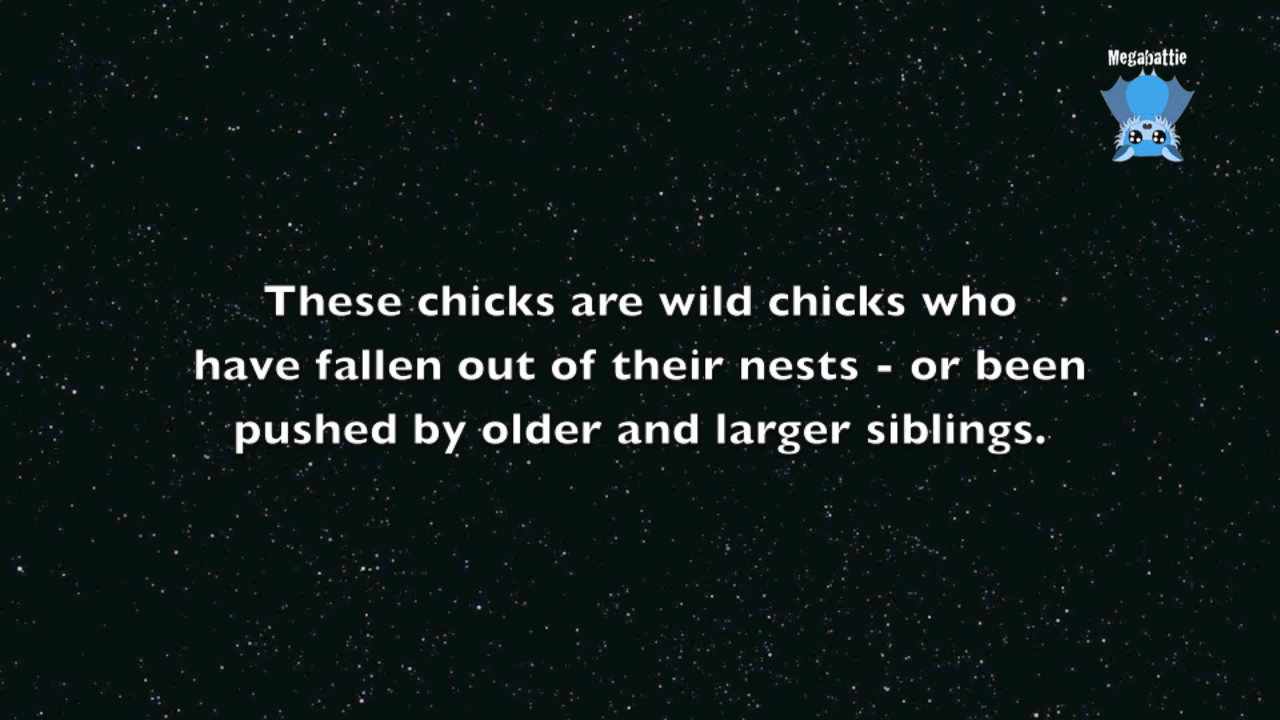 Megabattie
These chicks are wild chicks who
have fallen out of their nests - or been
pushed by older and larger siblings.